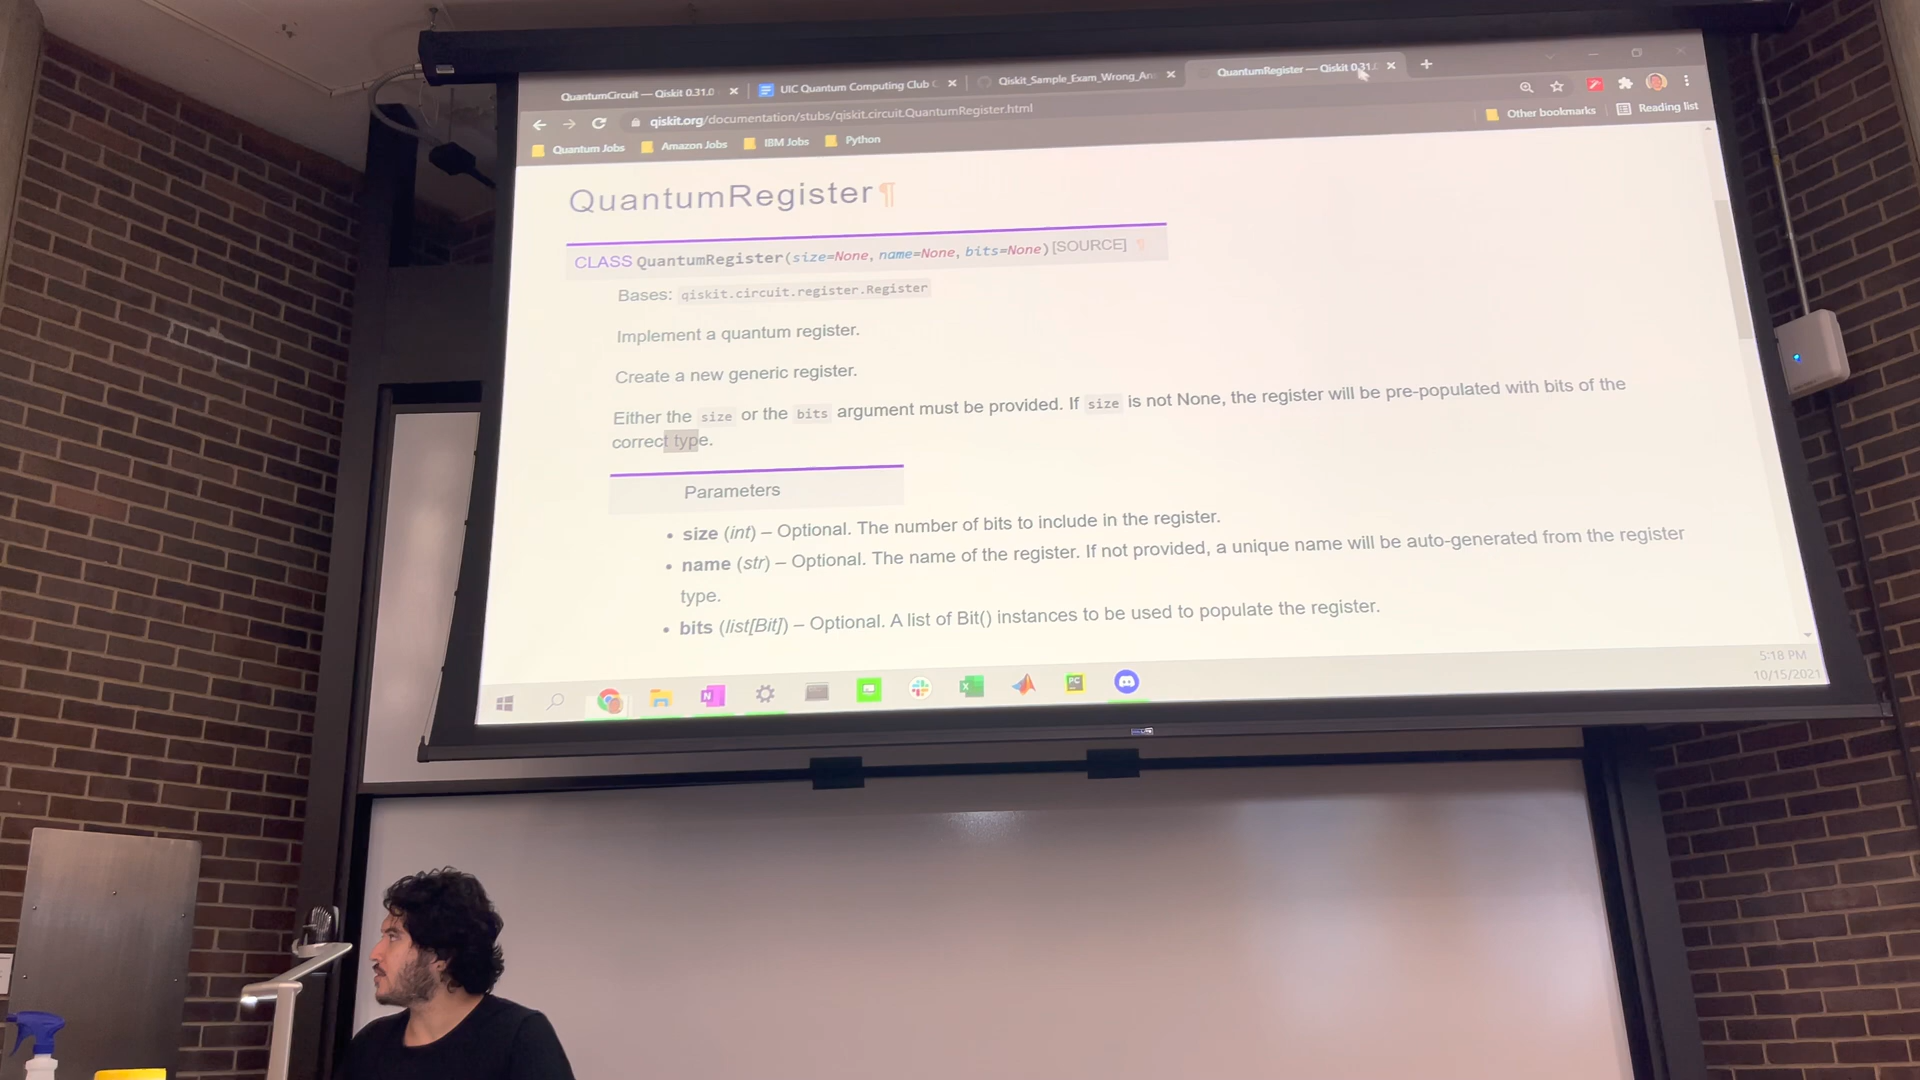 QuantumCircuit — Qiskit 0.31.0
UIC Quantum Computing Club
Qiskit_Sample_Exam_Wrong_An
QuantumRegister — Qiskit 0.31.
qiskit.org/documentation/stubs/qiskit.circuit.QuantumRegister.html
Other bookmarks
Reading list
Quantum Jobs
Amazon Jobs
IBM Jobs
Python
QuantumRegister¶
CLASS QuantumRegister(size=None, name=None, bits=None)[SOURCE] ¶
Bases: qiskit.circuit.register.Register
Implement a quantum register.
Create a new generic register.
Either the size or the bits argument must be provided. If size is not None, the register will be pre-populated with bits of the
correct type.
Parameters
• size (int) – Optional. The number of bits to include in the register.
• name (str) – Optional. The name of the register. If not provided, a unique name will be auto-generated from the register
type.
• bits (list[Bit]) – Optional. A list of Bit() instances to be used to populate the register.
5:18 PM
10/15/2021